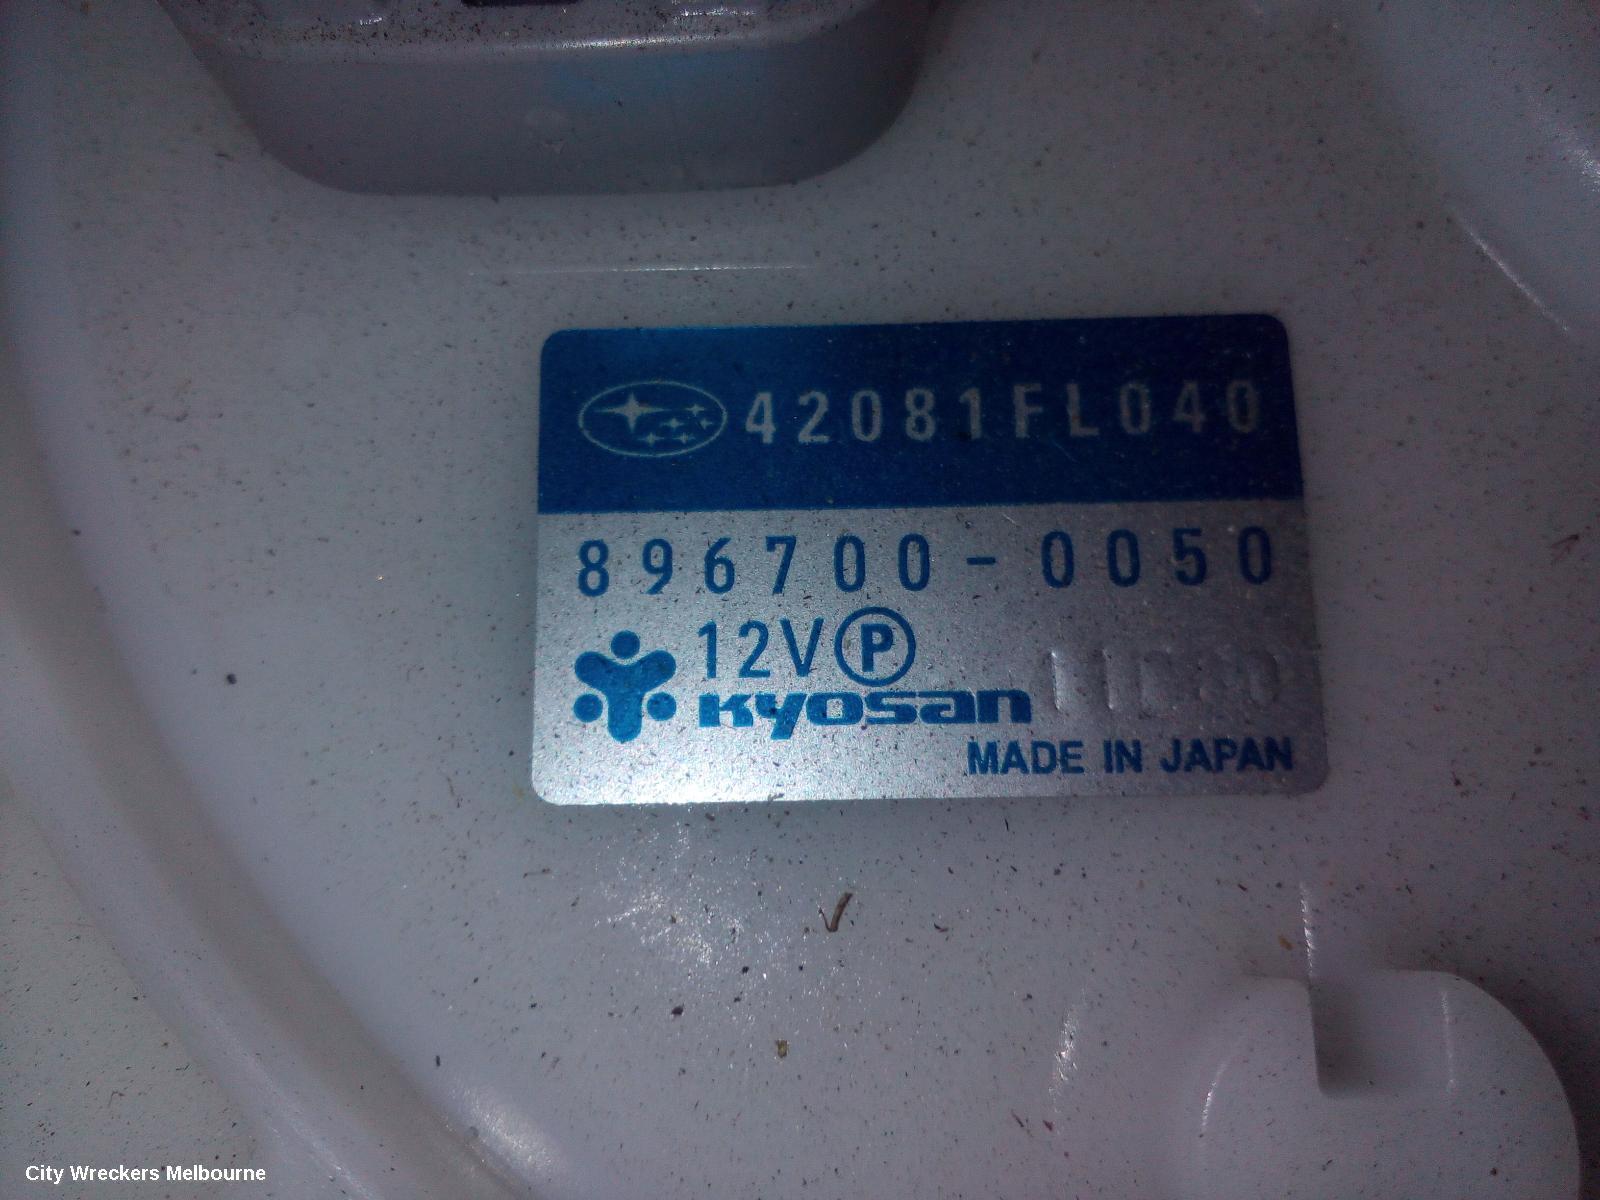 42081FL040
896700-0050
12V Ⓟ
KYOSAN
MADE IN JAPAN
City Wreckers Melbourne